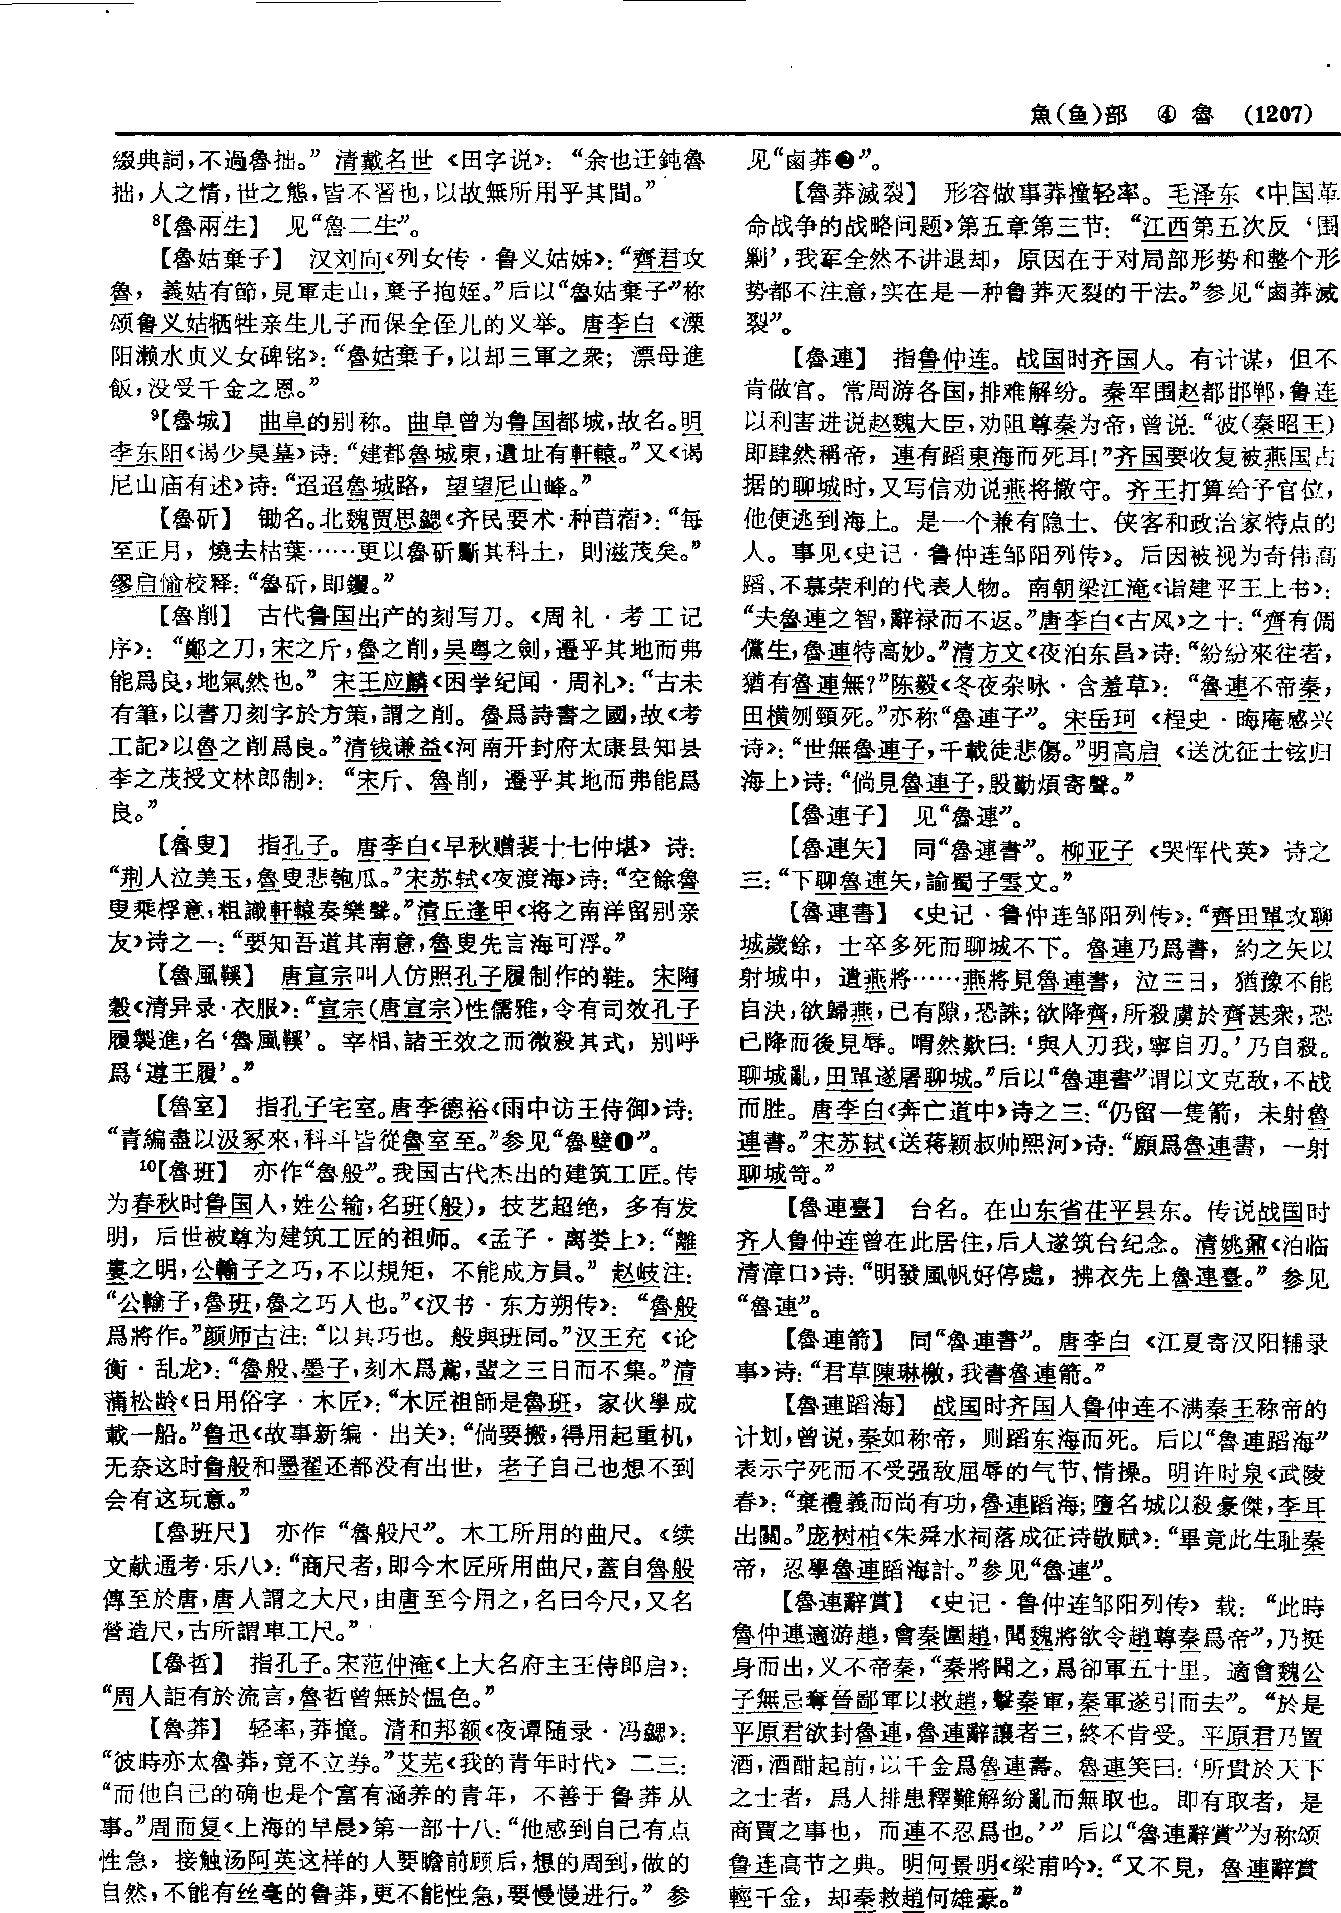 魚(鱼)部　④ 魯　(1207)
綴典詞，不過魯拙。” 清戴名世《田字说》：“余也迂鈍魯
拙，人之情，世之態，皆不習也，以故無所用乎其間。”
⁸【魯兩生】　见“魯二生”。
【魯姑棄子】　汉刘向《列女传·鲁义姑姊》：“齊君攻
魯，義姑有節，見軍走山，棄子抱姪。”后以“魯姑棄子”称
颂鲁义姑牺牲亲生儿子而保全侄儿的义举。唐李白《溧
阳濑水贞义女碑铭》：“魯姑棄子，以却三軍之衆；漂母進
飯，没受千金之恩。”
⁹【魯城】　曲阜的别称。曲阜曾为鲁国都城，故名。明
李东阳《谒少昊墓》诗：“建都魯城東，遺址有軒轅。”又《谒
尼山庙有述》诗：“迢迢魯城路，望望尼山峰。”
【魯斫】　锄名。北魏贾思勰《齐民要术·种苜蓿》：“每
至正月，燒去枯葉……更以魯斫斸其科土，則滋茂矣。”
缪启愉校释：“魯斫，即钁。”
【魯削】　古代鲁国出产的刻写刀。《周礼·考工记
序》：“鄭之刀，宋之斤，魯之削，吴粤之劍，遷乎其地而弗
能爲良，地氣然也。” 宋王应麟《困学纪闻·周礼》：“古未
有筆，以書刀刻字於方策，謂之削。魯爲詩書之國，故《考
工記》以魯之削爲良。”清钱谦益《河南开封府太康县知县
李之茂授文林郎制》：“宋斤、魯削，遷乎其地而弗能爲
良。”
【魯叟】　指孔子。唐李白《早秋赠裴十七仲堪》诗：
“荆人泣美玉，魯叟悲匏瓜。”宋苏轼《夜渡海》诗：“空餘魯
叟乘桴意，粗識軒轅奏樂聲。”清丘逢甲《将之南洋留别亲
友》诗之一：“要知吾道其南意，魯叟先言海可浮。”
【魯風鞵】　唐宣宗叫人仿照孔子履制作的鞋。宋陶
穀《清异录·衣服》：“宣宗(唐宣宗)性儒雅，令有司效孔子
履製進，名‘魯風鞵’。宰相、諸王效之而微殺其式，别呼
爲‘遵王履’。”
【魯室】　指孔子宅室。唐李德裕《雨中访王侍御》诗：
“青編盡以汲冢來，科斗皆從魯室至。”参见“魯壁❶”。
¹⁰【魯班】　亦作“魯般”。我国古代杰出的建筑工匠。传
为春秋时鲁国人，姓公输，名班(般)，技艺超绝，多有发
明，后世被尊为建筑工匠的祖师。《孟子·离娄上》：“離
婁之明，公輸子之巧，不以規矩，不能成方員。” 赵岐注：
“公輸子，魯班，魯之巧人也。”《汉书·东方朔传》：“魯般
爲將作。”颜师古注：“以其巧也。般與班同。”汉王充《论
衡·乱龙》：“魯般、墨子，刻木爲鳶，蜚之三日而不集。”清
蒲松龄《日用俗字·木匠》：“木匠祖師是魯班，家伙學成
載一船。”鲁迅《故事新编·出关》：“倘要搬，得用起重机，
无奈这时鲁般和墨翟还都没有出世，老子自己也想不到
会有这玩意。”
【魯班尺】　亦作“魯般尺”。木工所用的曲尺。《续
文献通考·乐八》：“商尺者，即今木匠所用曲尺，蓋自魯般
傳至於唐，唐人謂之大尺，由唐至今用之，名曰今尺，又名
營造尺，古所謂車工尺。”
【魯哲】　指孔子。宋范仲淹《上大名府主王侍郎启》：
“周人詎有於流言，魯哲曾無於愠色。”
【魯莽】　轻率，莽撞。清和邦额《夜谭随录·冯勰》：
“彼時亦太魯莽，竟不立券。”艾芜《我的青年时代》二三：
“而他自己的确也是个富有涵养的青年，不善于鲁莽从
事。”周而复《上海的早晨》第一部十八：“他感到自己有点
性急，接触汤阿英这样的人要瞻前顾后，想的周到，做的
自然，不能有丝毫的鲁莽，更不能性急，要慢慢进行。” 参
见“鹵莽❷”。
【魯莽滅裂】　形容做事莽撞轻率。毛泽东《中国革
命战争的战略问题》第五章第三节：“江西第五次反‘围
剿’，我军全然不讲退却，原因在于对局部形势和整个形
势都不注意，实在是一种鲁莽灭裂的干法。”参见“鹵莽滅
裂”。
【魯連】　指鲁仲连。战国时齐国人。有计谋，但不
肯做官。常周游各国，排难解纷。秦军围赵都邯郸，鲁连
以利害进说赵魏大臣，劝阻尊秦为帝，曾说：“彼(秦昭王)
即肆然稱帝，連有蹈東海而死耳!”齐国要收复被燕国占
据的聊城时，又写信劝说燕将撤守。齐王打算给予官位，
他便逃到海上。是一个兼有隐士、侠客和政治家特点的
人。事见《史记·鲁仲连邹阳列传》。后因被视为奇伟高
蹈、不慕荣利的代表人物。南朝梁江淹《诣建平王上书》：
“夫魯連之智，辭禄而不返。”唐李白《古风》之十：“齊有倜
儻生，魯連特高妙。”清方文《夜泊东昌》诗：“紛紛來往者，
猶有魯連無?”陈毅《冬夜杂咏·含羞草》：“魯連不帝秦，
田横刎頸死。”亦称“魯連子”。宋岳珂《桯史·晦庵感兴
诗》：“世無魯連子，千載徒悲傷。”明高启《送沈征士铉归
海上》诗：“倘見魯連子，殷勤煩寄聲。”
【魯連子】　见“魯連”。
【魯連矢】　同“魯連書”。柳亚子《哭恽代英》诗之
三：“下聊魯連矢，諭蜀子雲文。”
【魯連書】　《史记·鲁仲连邹阳列传》：“齊田單攻聊
城歲餘，士卒多死而聊城不下。魯連乃爲書，約之矢以
射城中，遺燕將……燕將見魯連書，泣三日，猶豫不能
自決，欲歸燕，已有隙，恐誅；欲降齊，所殺虜於齊甚衆，恐
已降而後見辱。喟然歎曰：‘與人刃我，寧自刃。’乃自殺。
聊城亂，田單遂屠聊城。”后以“魯連書”谓以文克敌，不战
而胜。唐李白《奔亡道中》诗之三：“仍留一隻箭，未射魯
連書。”宋苏轼《送蒋颖叔帅熙河》诗：“願爲魯連書，一射
聊城笴。”
【魯連臺】　台名。在山东省茌平县东。传说战国时
齐人鲁仲连曾在此居住，后人遂筑台纪念。清姚鼐《泊临
清漳口》诗：“明發風帆好停處，拂衣先上魯連臺。” 参见
“魯連”。
【魯連箭】　同“魯連書”。唐李白《江夏寄汉阳辅录
事》诗：“君草陳琳檄，我書魯連箭。”
【魯連蹈海】　战国时齐国人鲁仲连不满秦王称帝的
计划，曾说，秦如称帝，则蹈东海而死。后以“魯連蹈海”
表示宁死而不受强敌屈辱的气节、情操。明许时泉《武陵
春》：“棄禮義而尚有功，魯連蹈海；墮名城以殺豪傑，李耳
出關。”庞树柏《朱舜水祠落成征诗敬赋》：“畢竟此生耻秦
帝，忍學魯連蹈海計。”参见“魯連”。
【魯連辭賞】　《史记·鲁仲连邹阳列传》载：“此時
魯仲連適游趙，會秦圍趙，聞魏將欲令趙尊秦爲帝”，乃挺
身而出，义不帝秦，“秦將聞之，爲卻軍五十里。適會魏公
子無忌奪晉鄙軍以救趙，擊秦軍，秦軍遂引而去”。“於是
平原君欲封魯連，魯連辭讓者三，終不肯受。平原君乃置
酒，酒酣起前，以千金爲魯連壽。魯連笑曰：‘所貴於天下
之士者，爲人排患釋難解紛亂而無取也。即有取者，是
商賈之事也，而連不忍爲也。’” 后以“魯連辭賞”为称颂
鲁连高节之典。明何景明《梁甫吟》：“又不見，魯連辭賞
輕千金，却秦救趙何雄豪。”